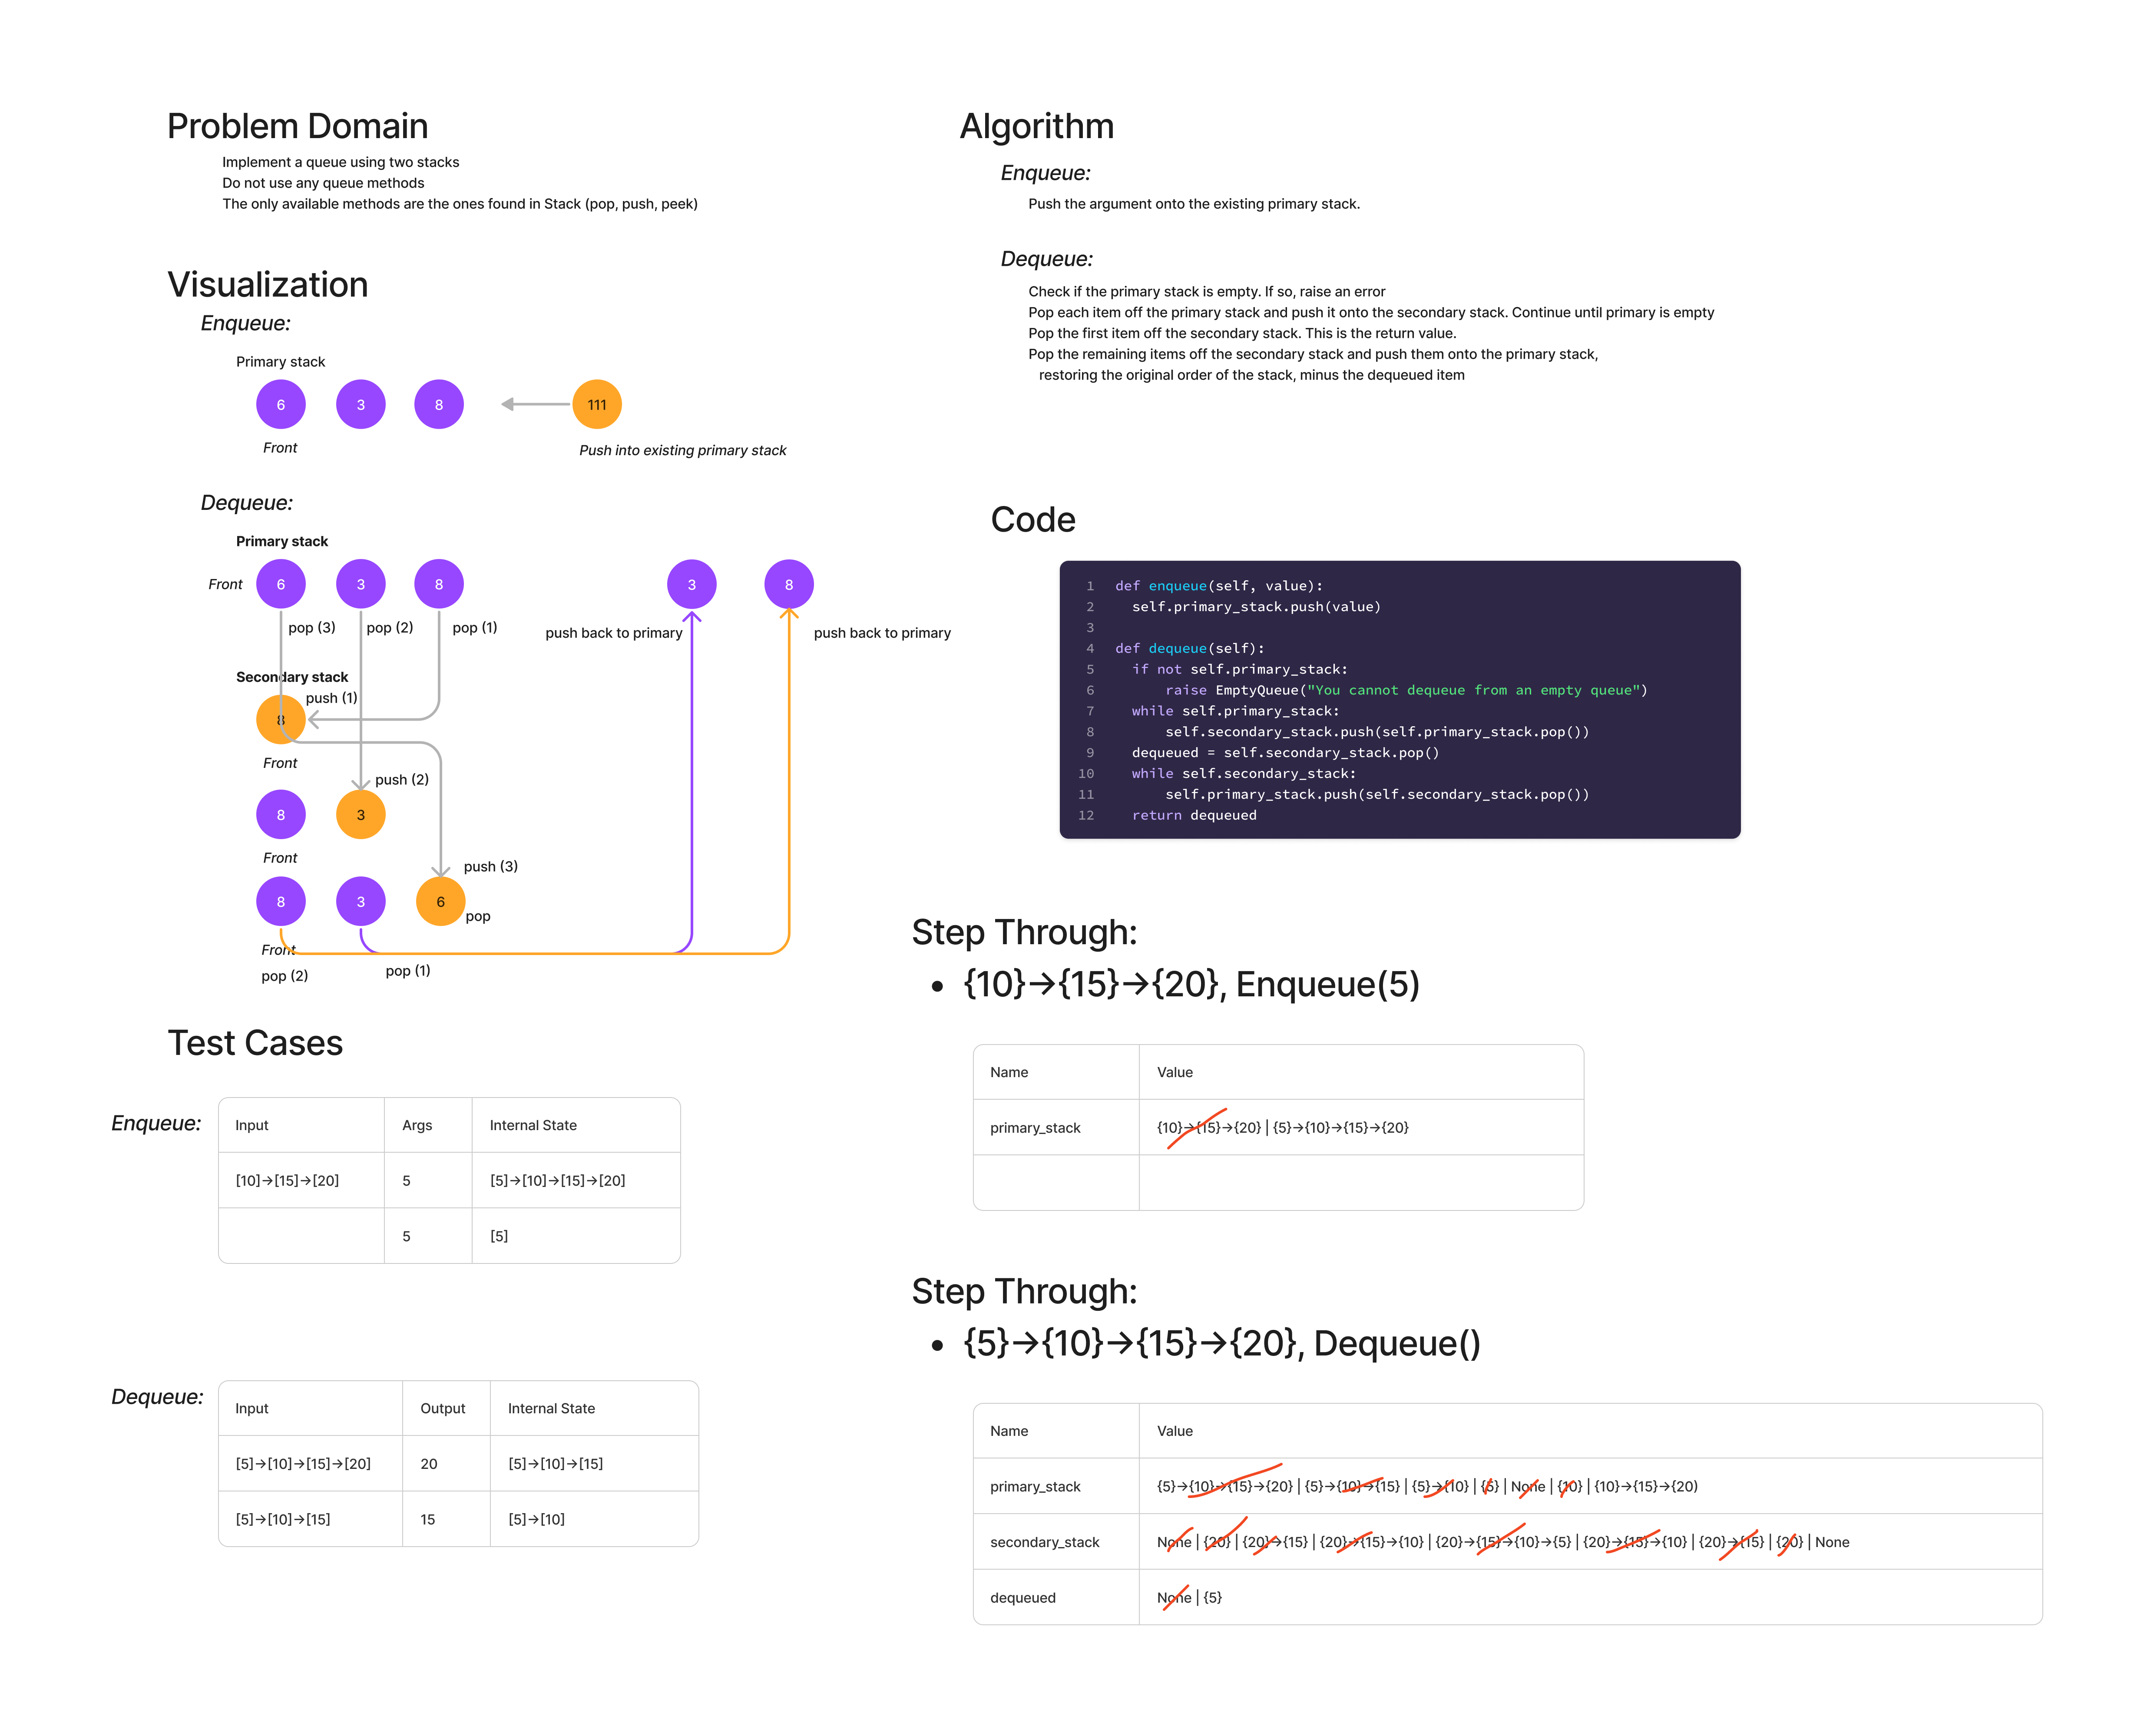 Problem Domain
Implement a queue using two stacks
Do not use any queue methods
The only available methods are the ones found in Stack (pop, push, peek)
Visualization
Enqueue:
Primary stack
6 3 8 111
Front
Push into existing primary stack
Dequeue:
Primary stack
Front 6 3 8 3 8
pop (3) pop (2) pop (1) push back to primary push back to primary
Secondary stack
push (1)
8
Front
push (2)
8 3
Front
push (3)
8 3 6
pop
Front
pop (2) pop (1)
Test Cases
Enqueue:
Input Args Internal State
[10]→[15]→[20] 5 [5]→[10]→[15]→[20]
5 [5]
Dequeue:
Input Output Internal State
[5]→[10]→[15]→[20] 20 [5]→[10]→[15]
[5]→[10]→[15] 15 [5]→[10]
Algorithm
Enqueue:
Push the argument onto the existing primary stack.
Dequeue:
Check if the primary stack is empty. If so, raise an error
Pop each item off the primary stack and push it onto the secondary stack. Continue until primary is empty
Pop the first item off the secondary stack. This is the return value.
Pop the remaining items off the secondary stack and push them onto the primary stack,
restoring the original order of the stack, minus the dequeued item
Code
1 def enqueue(self, value):
2 self.primary_stack.push(value)
3
4 def dequeue(self):
5 if not self.primary_stack:
6 raise EmptyQueue("You cannot dequeue from an empty queue")
7 while self.primary_stack:
8 self.secondary_stack.push(self.primary_stack.pop())
9 dequeued = self.secondary_stack.pop()
10 while self.secondary_stack:
11 self.primary_stack.push(self.secondary_stack.pop())
12 return dequeued
Step Through:
• {10}→{15}→{20}, Enqueue(5)
Name Value
primary_stack {10}→{15}→{20} | {5}→{10}→{15}→{20}
Step Through:
• {5}→{10}→{15}→{20}, Dequeue()
Name Value
primary_stack {5}→{10}→{15}→{20} | {5}→{10}→{15} | {5}→{10} | {5} | None | {10} | {10}→{15}→{20)
secondary_stack None | {20} | {20}→{15} | {20}→{15}→{10} | {20}→{15}→{10}→{5} | {20}→{15}→{10} | {20}→{15} | {20} | None
dequeued None | {5}